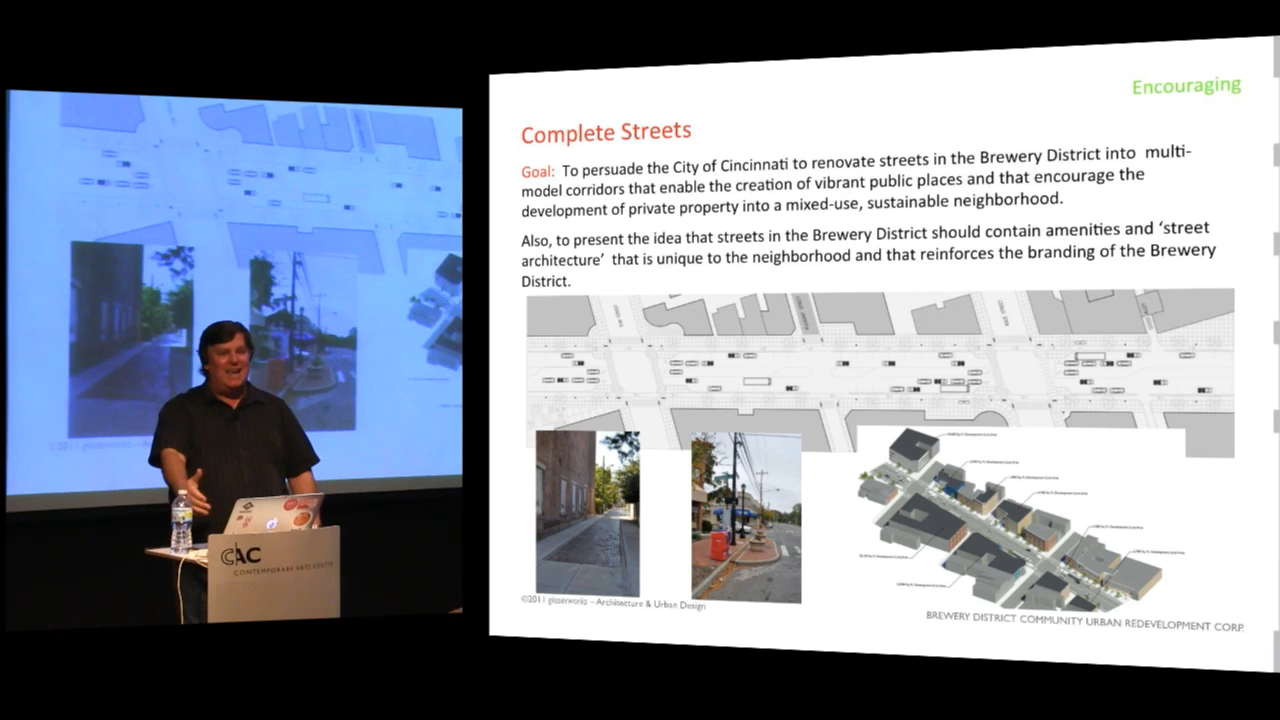 Encouraging
Complete Streets
Goal: To persuade the City of Cincinnati to renovate streets in the Brewery District into multi-
model corridors that enable the creation of vibrant public places and that encourage the
development of private property into a mixed-use, sustainable neighborhood.
Also, to present the idea that streets in the Brewery District should contain amenities and ‘street
architecture’ that is unique to the neighborhood and that reinforces the branding of the Brewery
District.
©2011 glaserworks – Architecture & Urban Design
BREWERY DISTRICT COMMUNITY URBAN REDEVELOPMENT CORP.
CAC
CONTEMPORARY ARTS CENTER